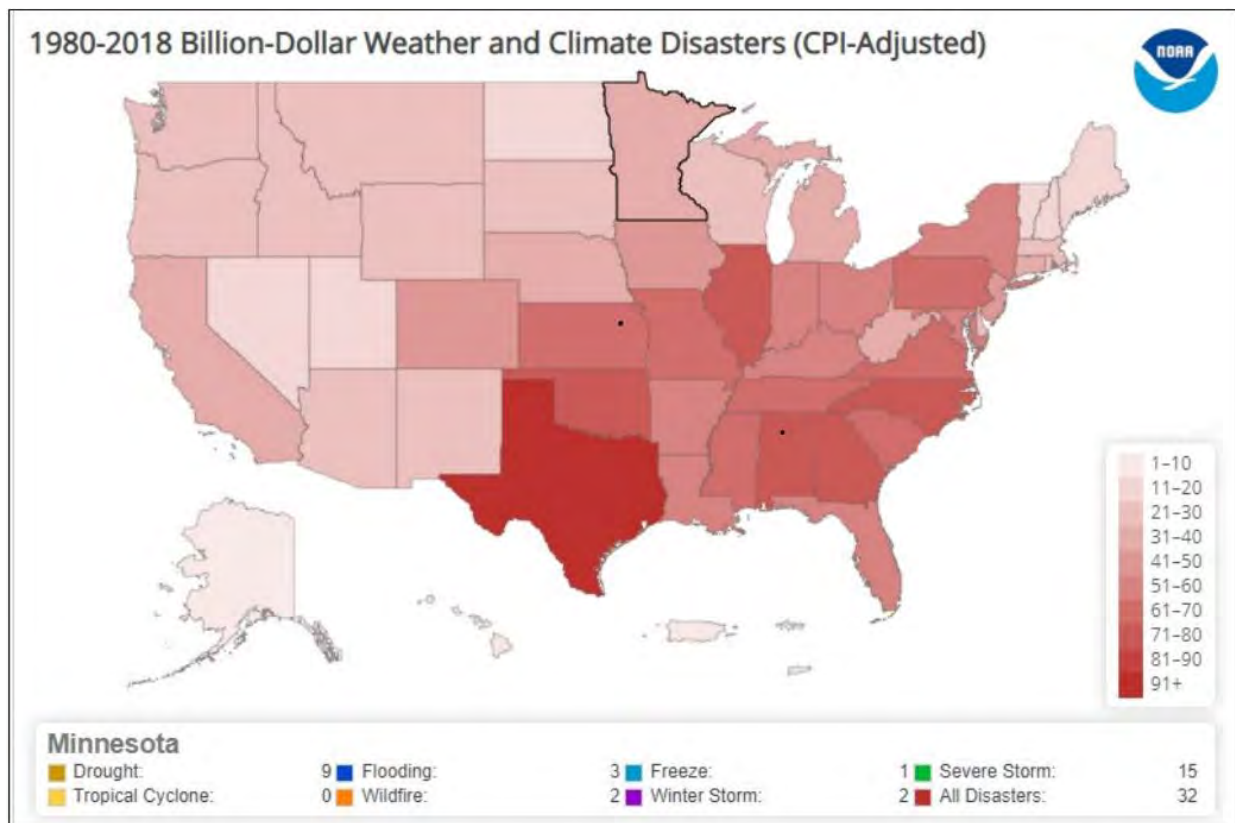 1980-2018 Billion-Dollar Weather and Climate Disasters (CPI-Adjusted)
NOAA
1–10
11–20
21–30
31–40
41–50
51–60
61–70
71–80
81–90
91+
Minnesota
Drought: 9 Flooding: 3 Freeze: 1 Severe Storm: 15
Tropical Cyclone: 0 Wildfire: 2 Winter Storm: 2 All Disasters: 32